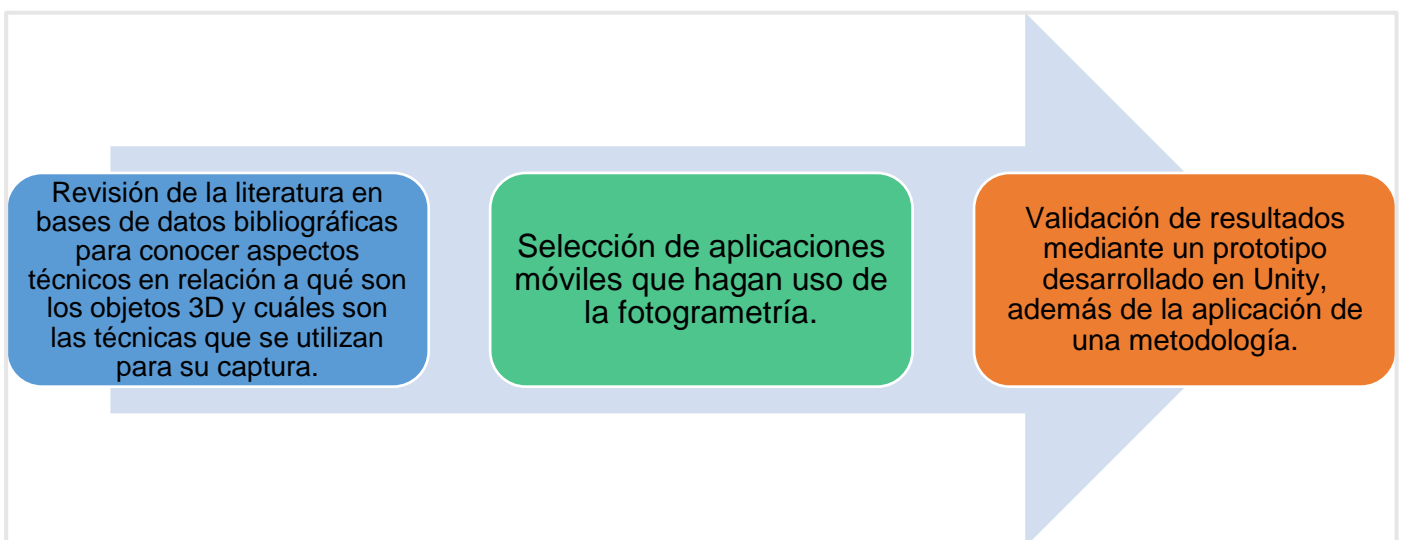 Revisión de la literatura en
bases de datos bibliográficas
para conocer aspectos
técnicos en relación a qué son
los objetos 3D y cuáles son
las técnicas que se utilizan
para su captura.
Selección de aplicaciones
móviles que hagan uso de
la fotogrametría.
Validación de resultados
mediante un prototipo
desarrollado en Unity,
además de la aplicación de
una metodología.